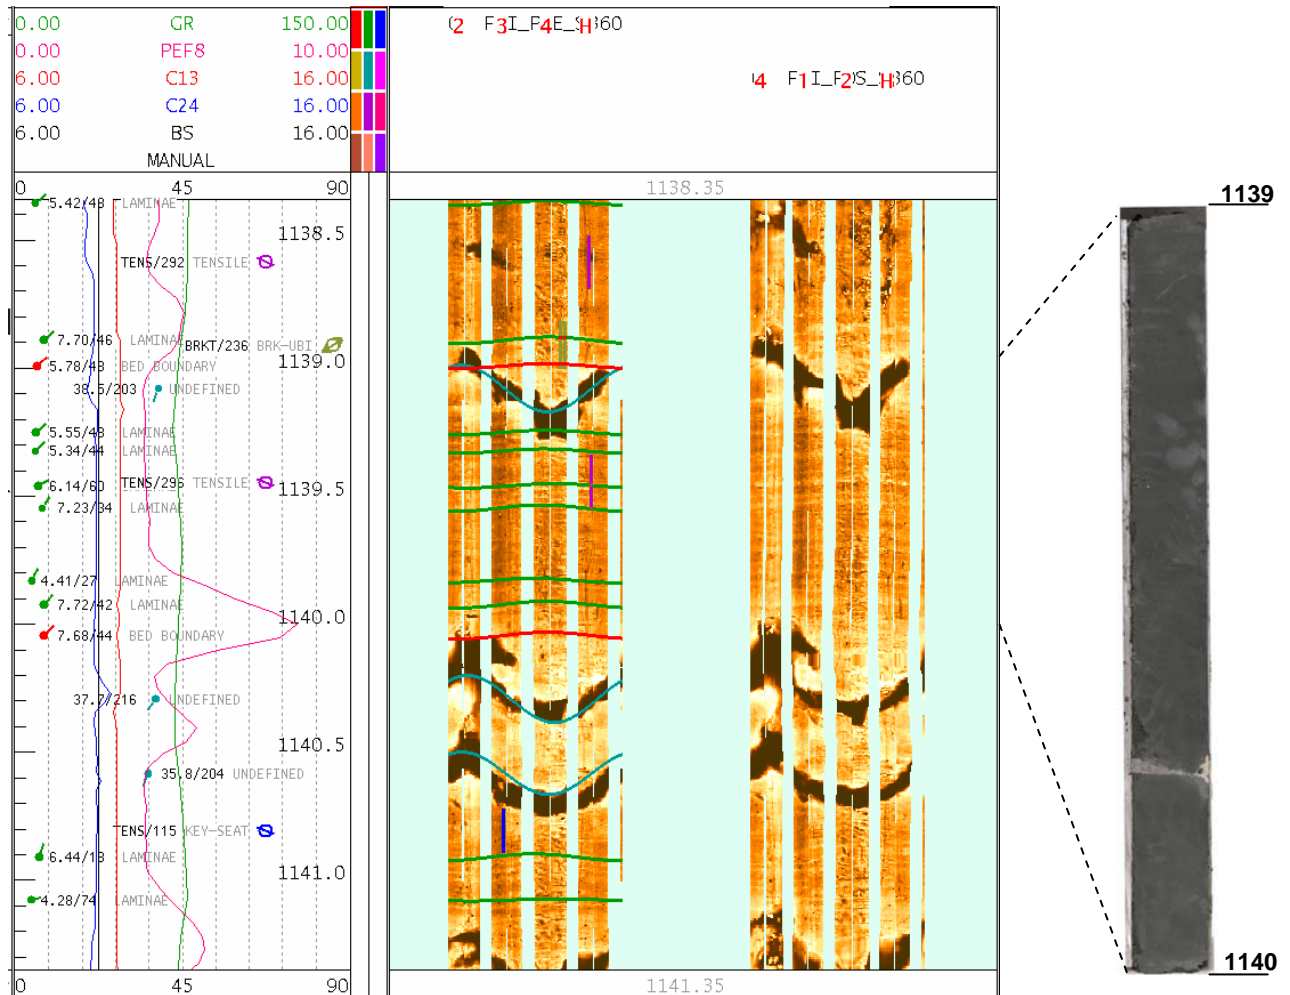 0.00 GR 150.00
0.00 PEF8 10.00
6.00 C13 16.00
6.00 C24 16.00
6.00 BS 16.00
MANUAL
0 45 90
1138.35
5.42/48 LAMINAE
1138.5
TENS/292 TENSILE
7.70/46 LAMINAE
BRKT/236 BRK-UBI
1139.0
5.78/48 BED BOUNDARY
38.5/203 UNDEFINED
5.55/48 LAMINAE
5.34/44 LAMINAE
6.14/60
TENS/296 TENSILE
1139.5
7.23/34 LAMINAE
4.41/27 LAMINAE
7.72/42 LAMINAE
1140.0
7.68/44 BED BOUNDARY
37.7/216 UNDEFINED
1140.5
35.8/204 UNDEFINED
TENS/115 KEY-SEAT
6.44/18 LAMINAE
1141.0
4.28/74 LAMINAE
0 45 90
1141.35
1139
1140